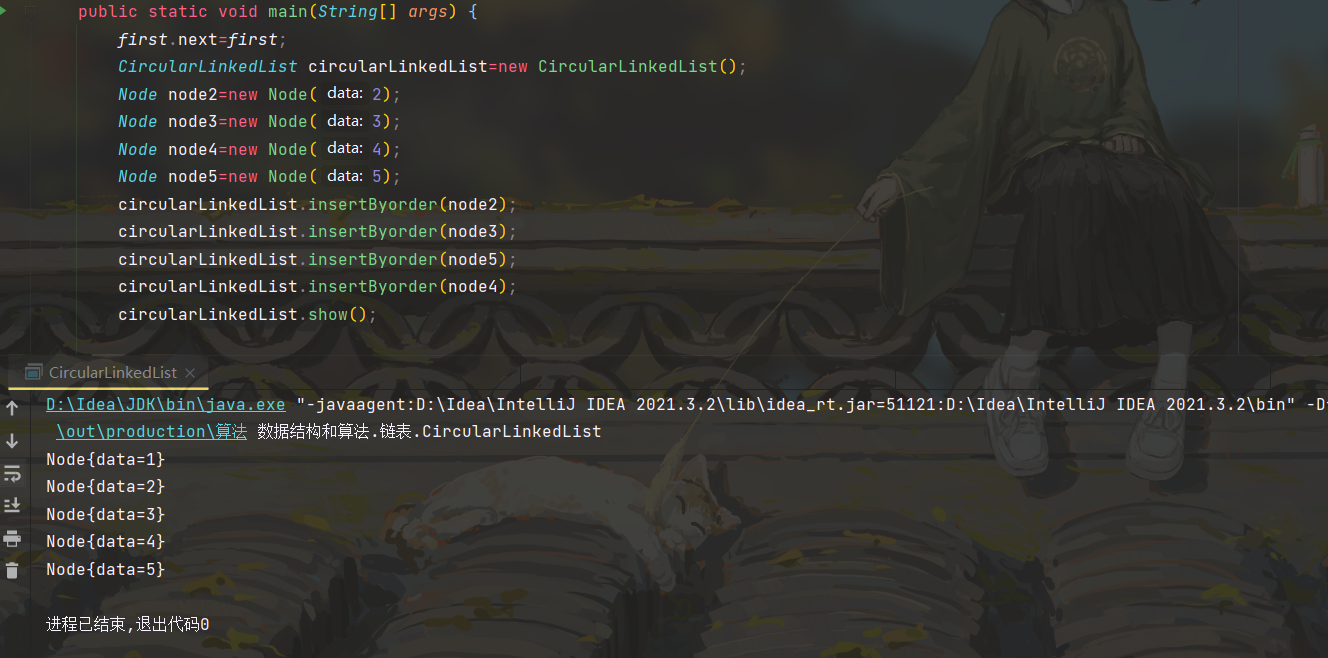 public static void main(String[] args) {
first.next=first;
CircularLinkedList circularLinkedList=new CircularLinkedList();
Node node2=new Node( data: 2);
Node node3=new Node( data: 3);
Node node4=new Node( data: 4);
Node node5=new Node( data: 5);
circularLinkedList.insertByorder(node2);
circularLinkedList.insertByorder(node3);
circularLinkedList.insertByorder(node5);
circularLinkedList.insertByorder(node4);
circularLinkedList.show();
CircularLinkedList ×
D:\Idea\JDK\bin\java.exe "-javaagent:D:\Idea\IntelliJ IDEA 2021.3.2\lib\idea_rt.jar=51121:D:\Idea\IntelliJ IDEA 2021.3.2\bin" -D
\out\production\算法 数据结构和算法.链表.CircularLinkedList
Node{data=1}
Node{data=2}
Node{data=3}
Node{data=4}
Node{data=5}
进程已结束,退出代码0